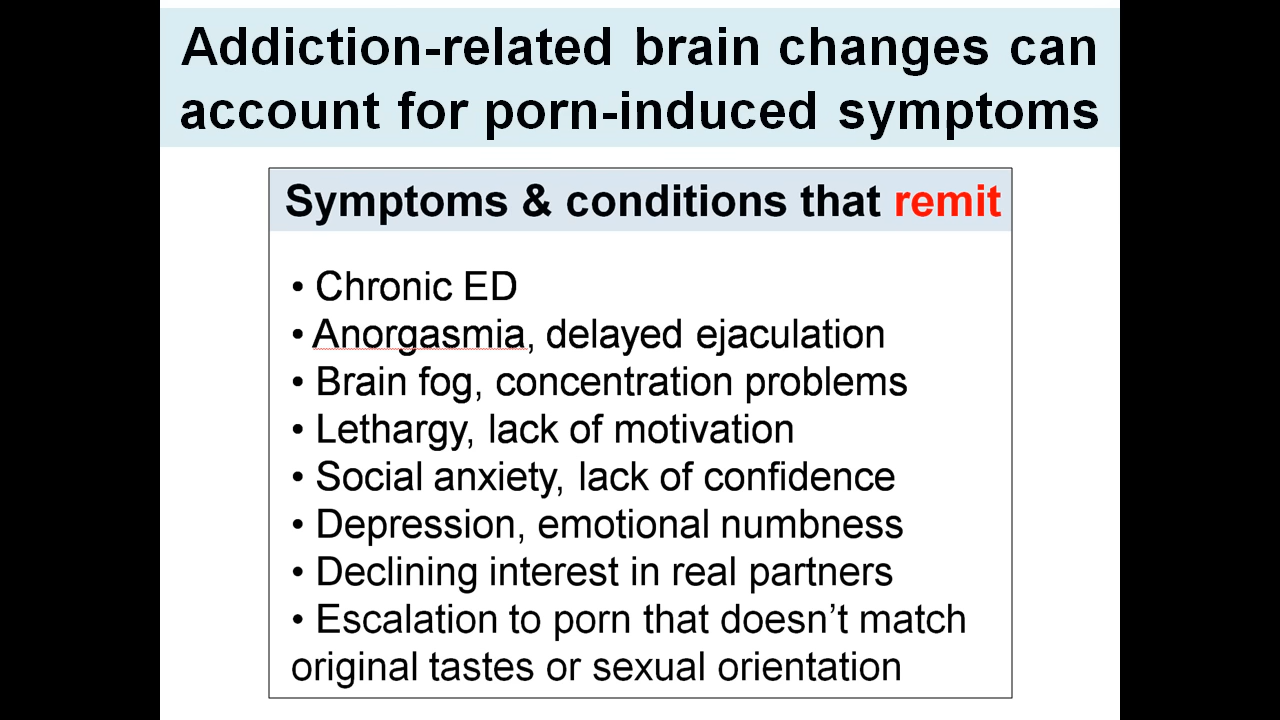 Addiction-related brain changes can
account for porn-induced symptoms
Symptoms & conditions that remit
• Chronic ED
• Anorgasmia, delayed ejaculation
• Brain fog, concentration problems
• Lethargy, lack of motivation
• Social anxiety, lack of confidence
• Depression, emotional numbness
• Declining interest in real partners
• Escalation to porn that doesn’t match
original tastes or sexual orientation